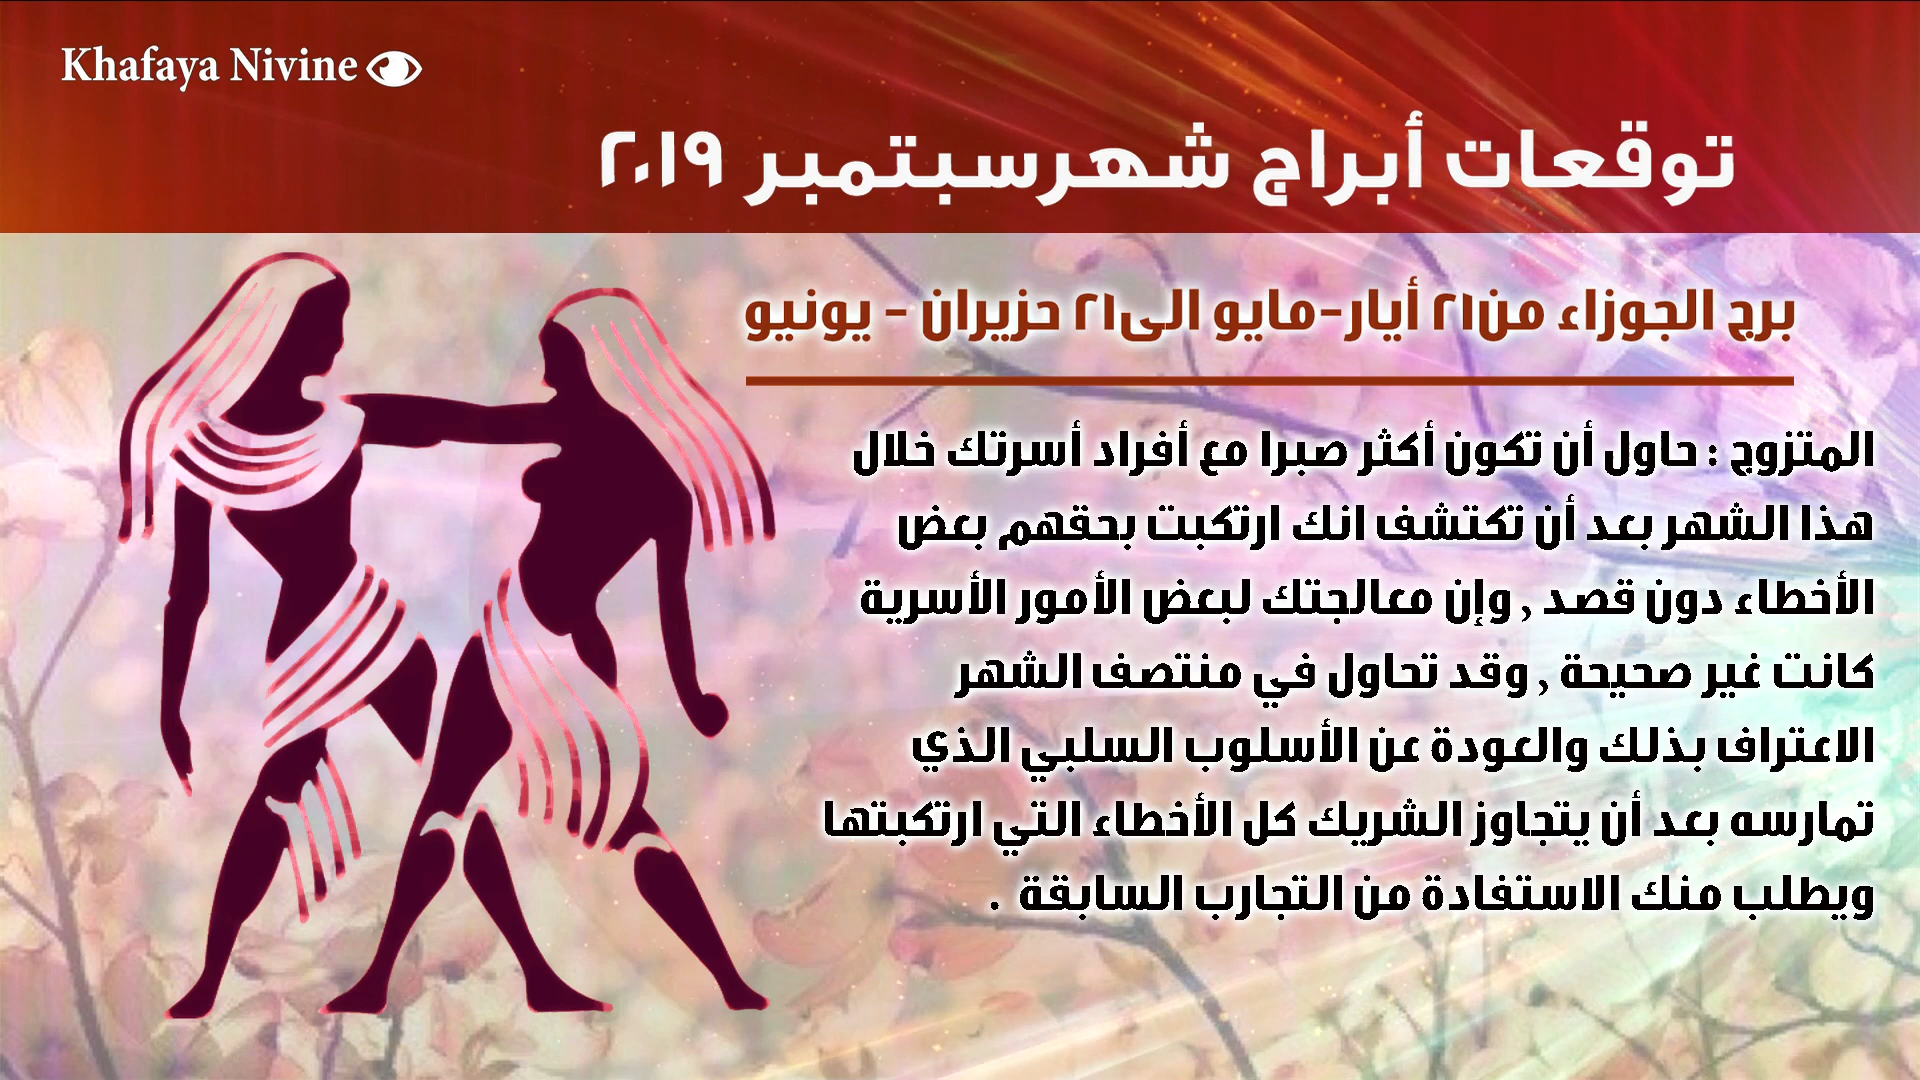 Khafaya Nivine
توقعات أبراج شهرسبتمبر ٢٠١٩
برج الجوزاء من٢١ أيار-مايو الى٢١ حزيران - يونيو
المتزوج : حاول أن تكون أكثر صبرا مع أفراد أسرتك خلال
هذا الشهر بعد أن تكتشف انك ارتكبت بحقهم بعض
الأخطاء دون قصد , وإن معالجتك لبعض الأمور الأسرية
كانت غير صحيحة , وقد تحاول في منتصف الشهر
الاعتراف بذلك والعودة عن الأسلوب السلبي الذي
تمارسه بعد أن يتجاوز الشريك كل الأخطاء التي ارتكبتها
ويطلب منك الاستفادة من التجارب السابقة .